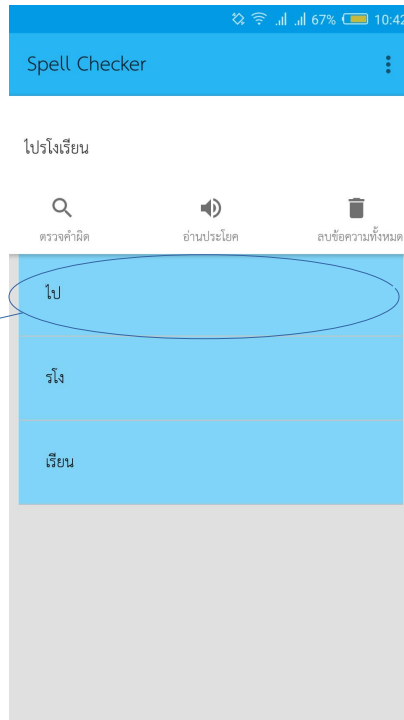 67% 10:42
Spell Checker
ไปรโงเรียน
ตรวจคำผิด อ่านประโยค ลบข้อความทั้งหมด
ไป
รโง
เรียน